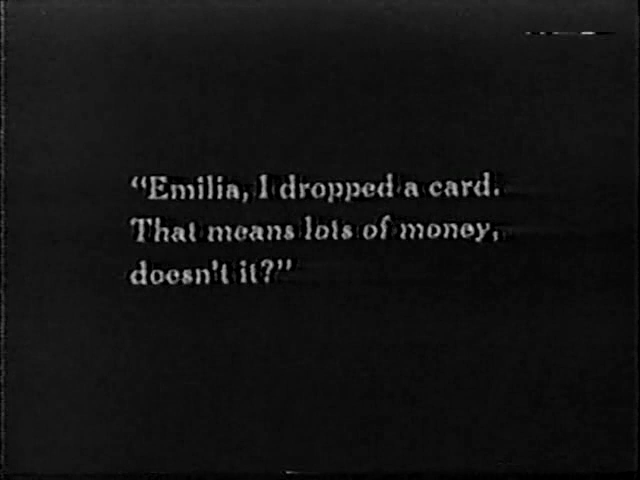 “Emilia, I dropped a card.
That means lots of money,
doesn't it?”